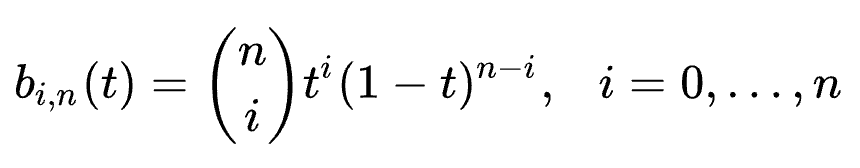 b_{i,n}(t) = \binom{n}{i} t^i (1 - t)^{n-i}, \quad i = 0, \ldots, n